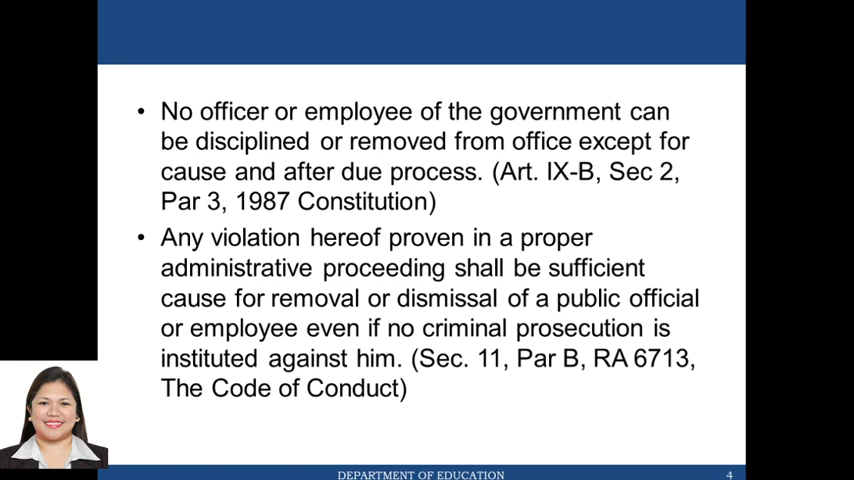 • No officer or employee of the government can
be disciplined or removed from office except for
cause and after due process. (Art. IX-B, Sec 2,
Par 3, 1987 Constitution)
• Any violation hereof proven in a proper
administrative proceeding shall be sufficient
cause for removal or dismissal of a public official
or employee even if no criminal prosecution is
instituted against him. (Sec. 11, Par B, RA 6713,
The Code of Conduct)
DEPARTMENT OF EDUCATION
4